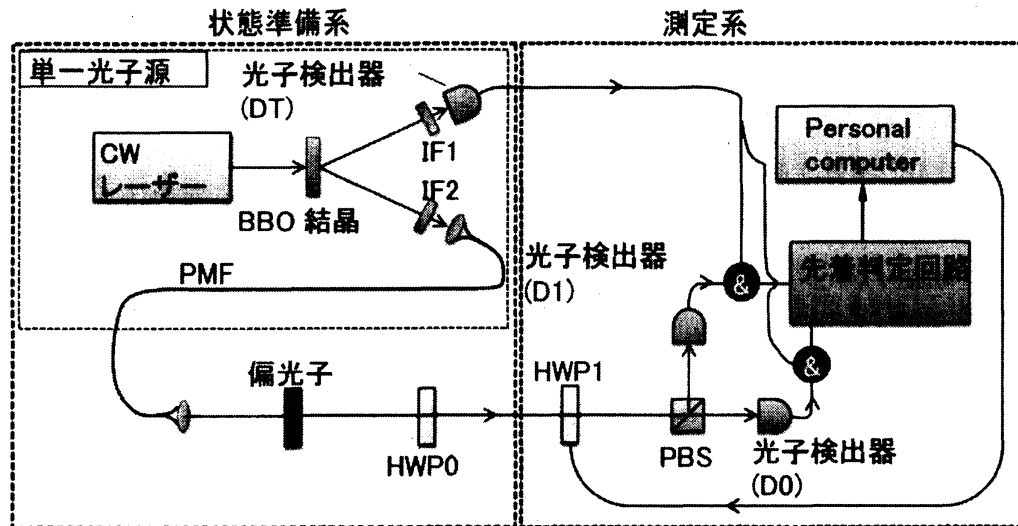 状態準備系
測定系
単一光子源
光子検出器
(DT)
CW
レーザー
IF1
IF2
BBO 結晶
PMF
Personal
computer
光子検出器
(D1)
&
先着判定回路
&
偏光子
HWP0
HWP1
PBS
光子検出器
(D0)